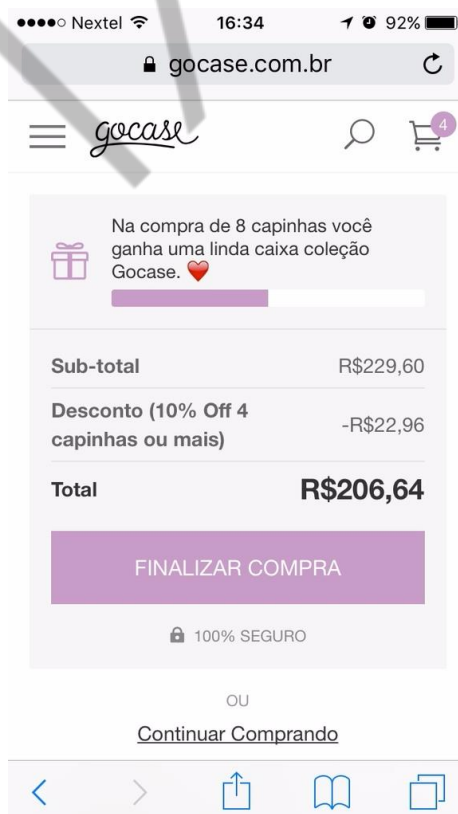 Nextel 16:34 92%
gocase.com.br
gocase 4
Na compra de 8 capinhas você
ganha uma linda caixa coleção
Gocase. ❤️
Sub-total R$229,60
Desconto (10% Off 4
capinhas ou mais) -R$22,96
Total R$206,64
FINALIZAR COMPRA
100% SEGURO
OU
Continuar Comprando